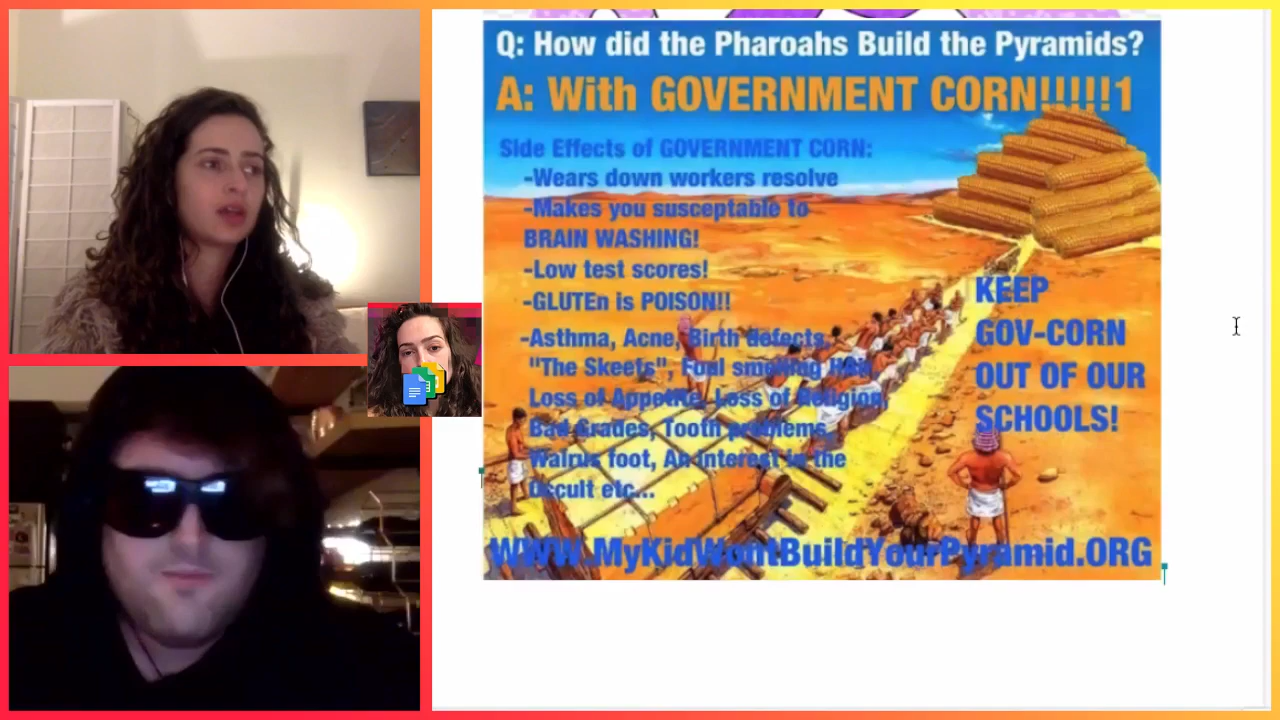 Q: How did the Pharoahs Build the Pyramids?
A: With GOVERNMENT CORN!!!!!1
Side Effects of GOVERNMENT CORN:
-Wears down workers resolve
-Makes you susceptable to
BRAIN WASHING!
-Low test scores!
-GLUTEn is POISON!!
-Asthma, Acne, Birth defects,
"The Skeefs", Foul smelling HAir,
Loss of Appetite, Loss of Religion,
Bad Grades, Tooth problems,
Walrus foot, An Interest in the
Occult etc...
KEEP
GOV-CORN
OUT OF OUR
SCHOOLS!
WWW.MyKidWontBuildYourPyramid.ORG